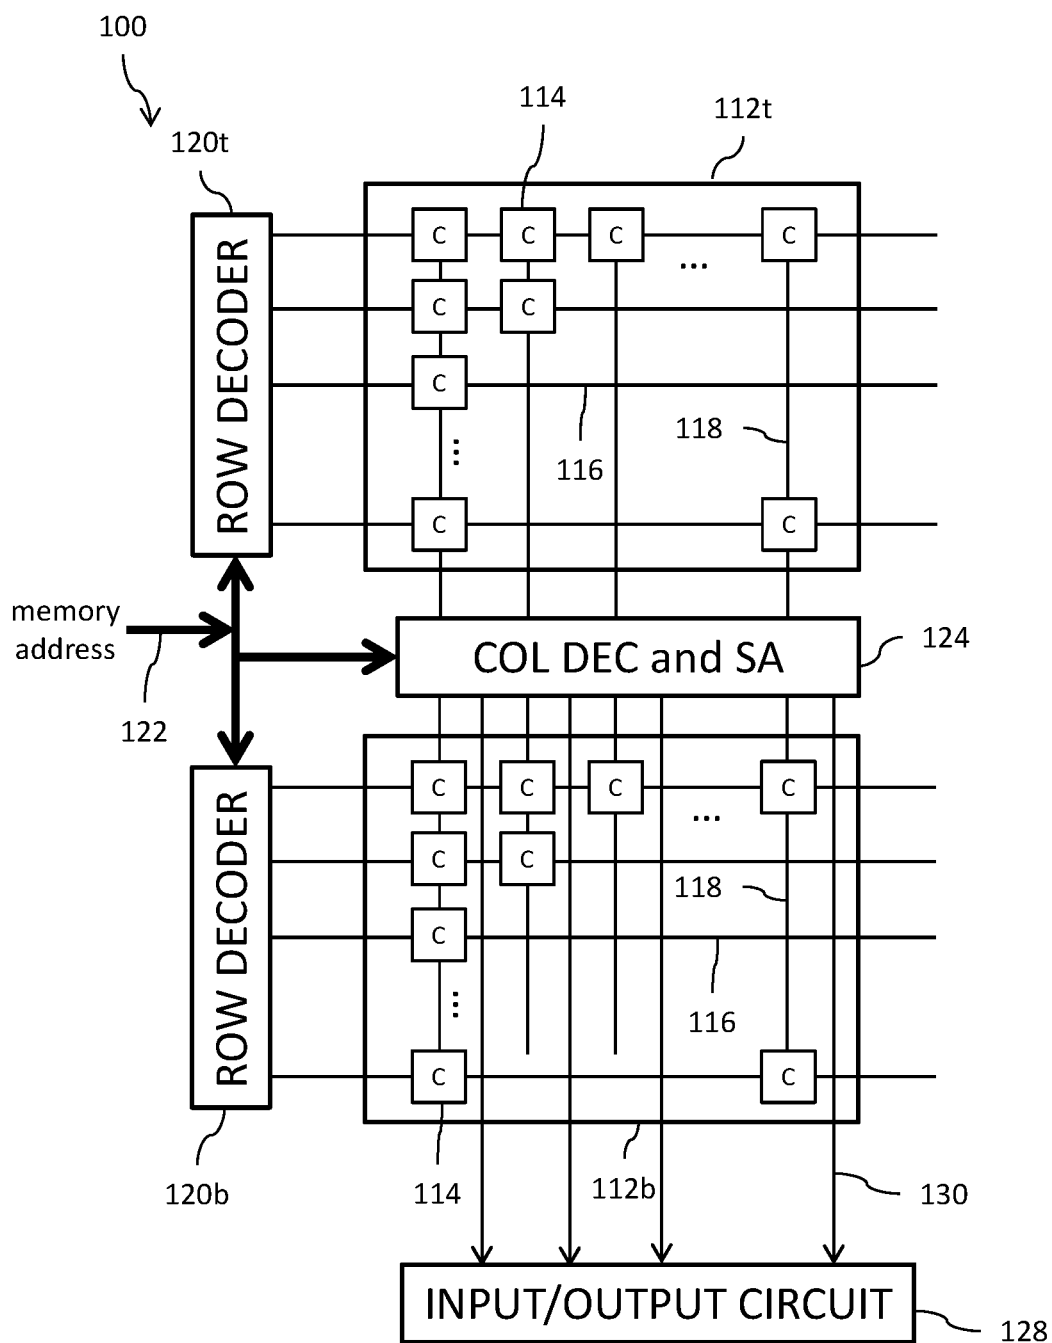 100
114
112t
120t
ROW DECODER
C C C C
...
C C
C
118
...
116
C C
memory
address
122
COL DEC and SA
124
ROW DECODER
C C C C
...
C C
118
C
...
116
C C
120b
114
112b
130
INPUT/OUTPUT CIRCUIT
128